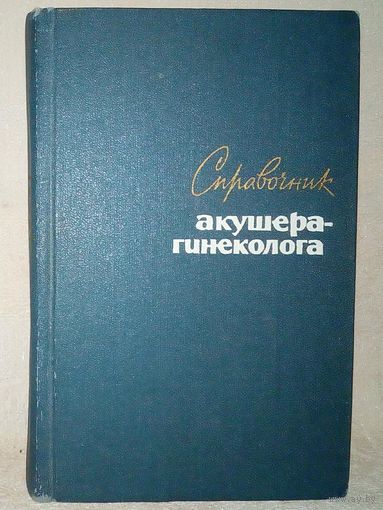 Справочник
акушера-
гинеколога